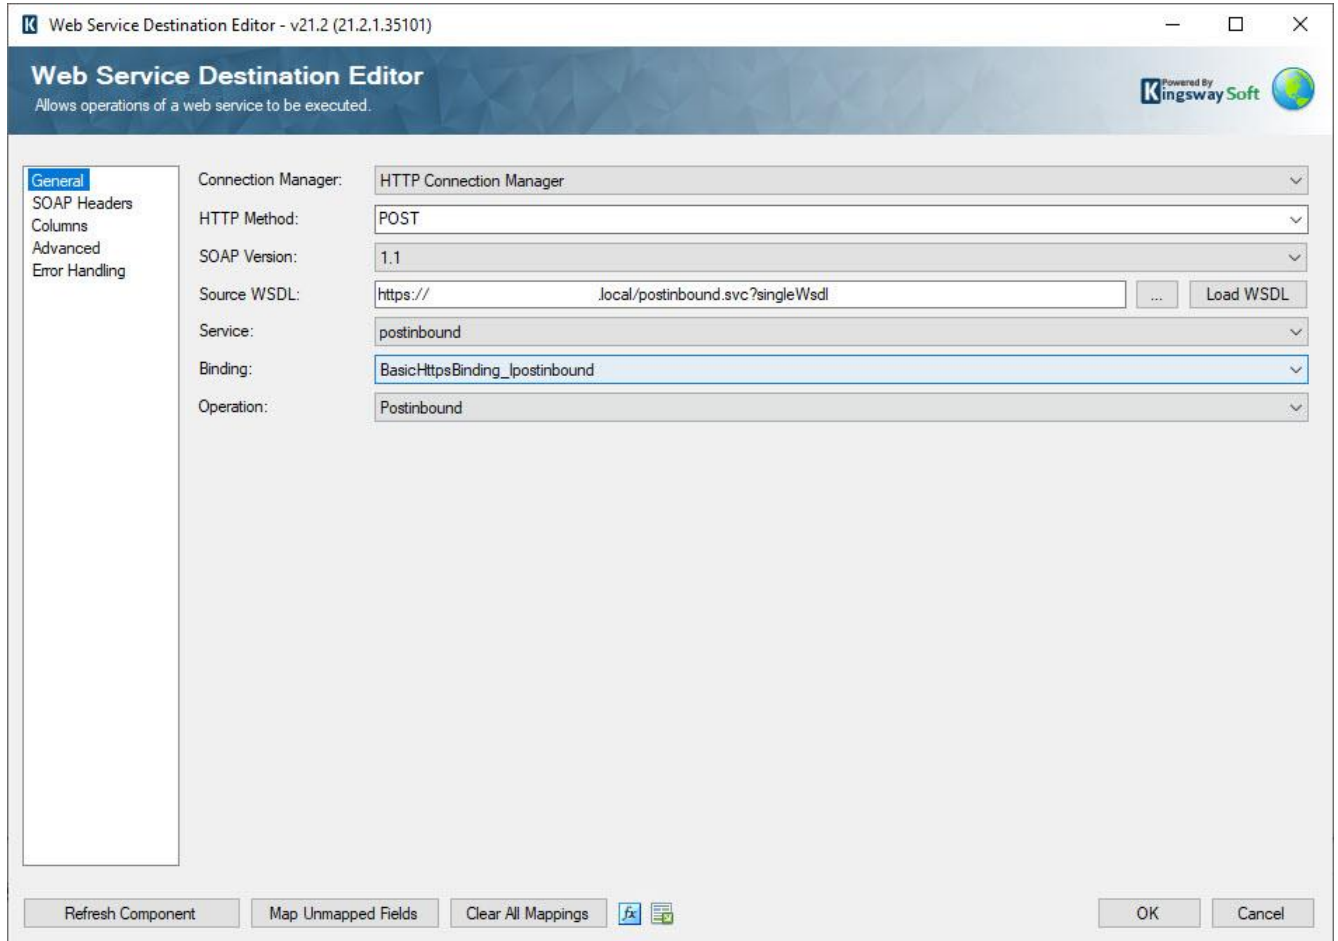 Web Service Destination Editor - v21.2 (21.2.1.35101)
Web Service Destination Editor
Allows operations of a web service to be executed.
Powered By
KingswaySoft
General
SOAP Headers
Columns
Advanced
Error Handling
Connection Manager: HTTP Connection Manager
HTTP Method: POST
SOAP Version: 1.1
Source WSDL: https:// .local/postinbound.svc?singleWsdl ... Load WSDL
Service: postinbound
Binding: BasicHttpsBinding_Ipostinbound
Operation: Postinbound
Refresh Component Map Unmapped Fields Clear All Mappings fx OK Cancel